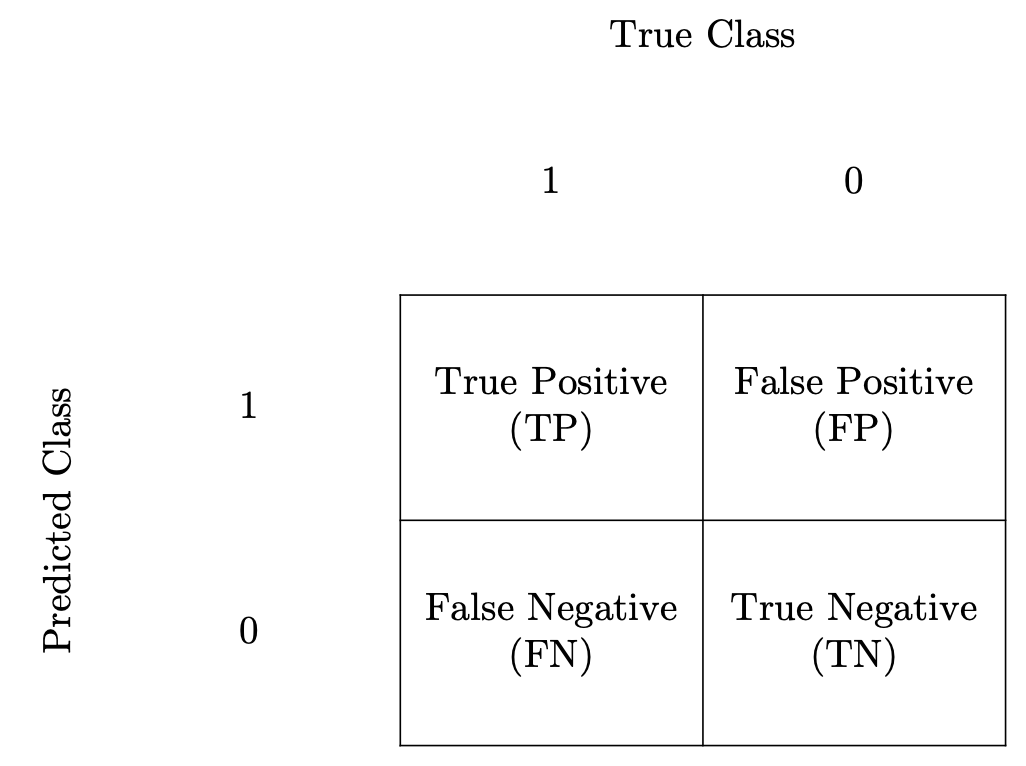 True Class
1 0
Predicted Class
1
True Positive
(TP)
False Positive
(FP)
0
False Negative
(FN)
True Negative
(TN)